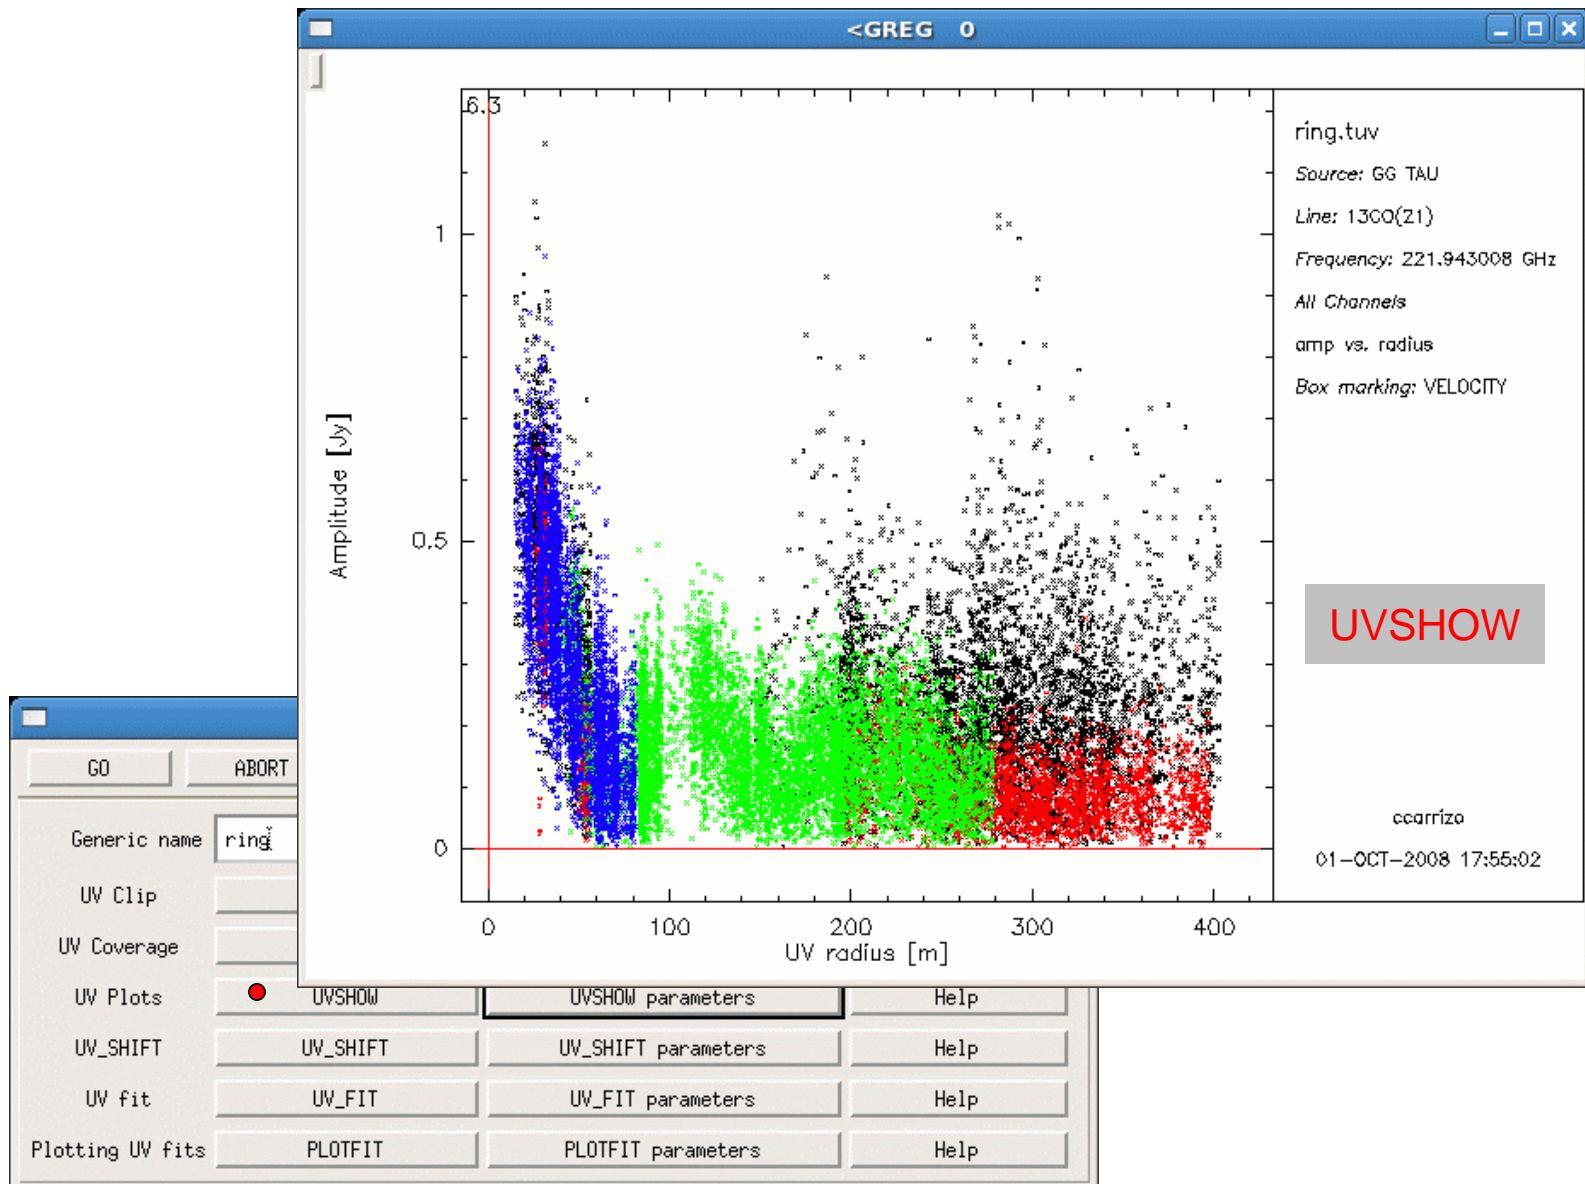 <GREG 0
6.3
1
0.5
0
Amplitude [Jy]
0
100
200
300
400
UV radius [m]
ring.tuv
Source: GG TAU
Line: 13CO(21)
Frequency: 221.943008 GHz
All Channels
amp vs. radius
Box marking: VELOCITY
UVSHOW
ccarrizo
01-OCT-2008 17:55:02
GO ABORT
Generic name ring
UV Clip
UV Coverage
UV Plots UVSHOW UVSHOW parameters Help
UV_SHIFT UV_SHIFT UV_SHIFT parameters Help
UV fit UV_FIT UV_FIT parameters Help
Plotting UV fits PLOTFIT PLOTFIT parameters Help